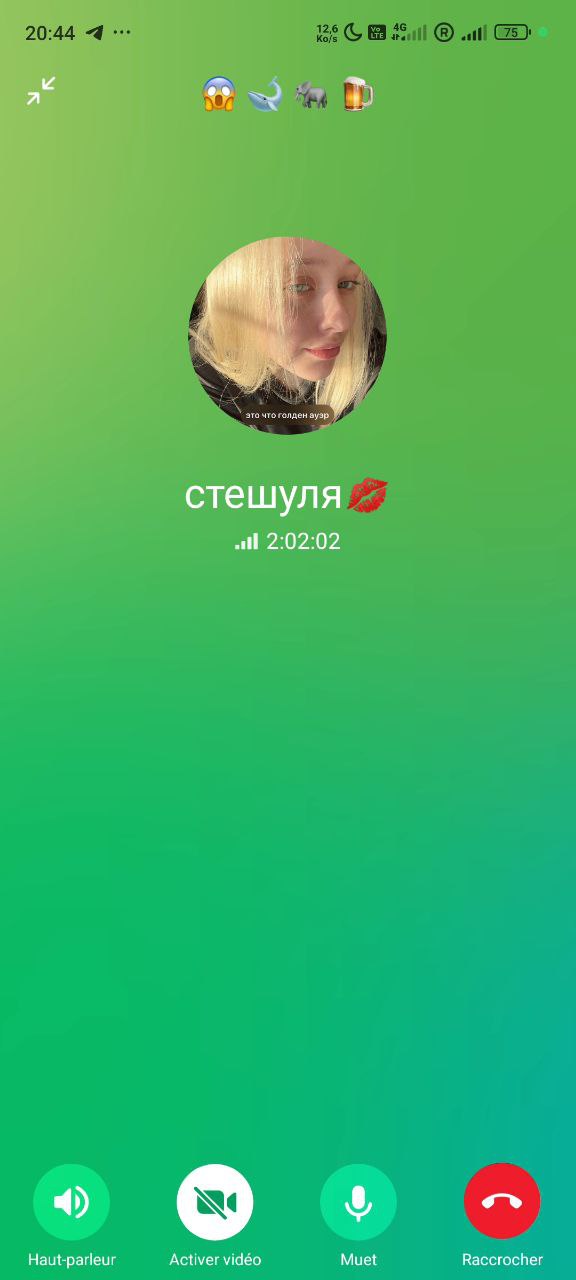 20:44 12,6 Ko/s Vo LTE 4G R 75
это что голден ауэр
стешуля
2:02:02
Haut-parleur Activer vidéo Muet Raccrocher